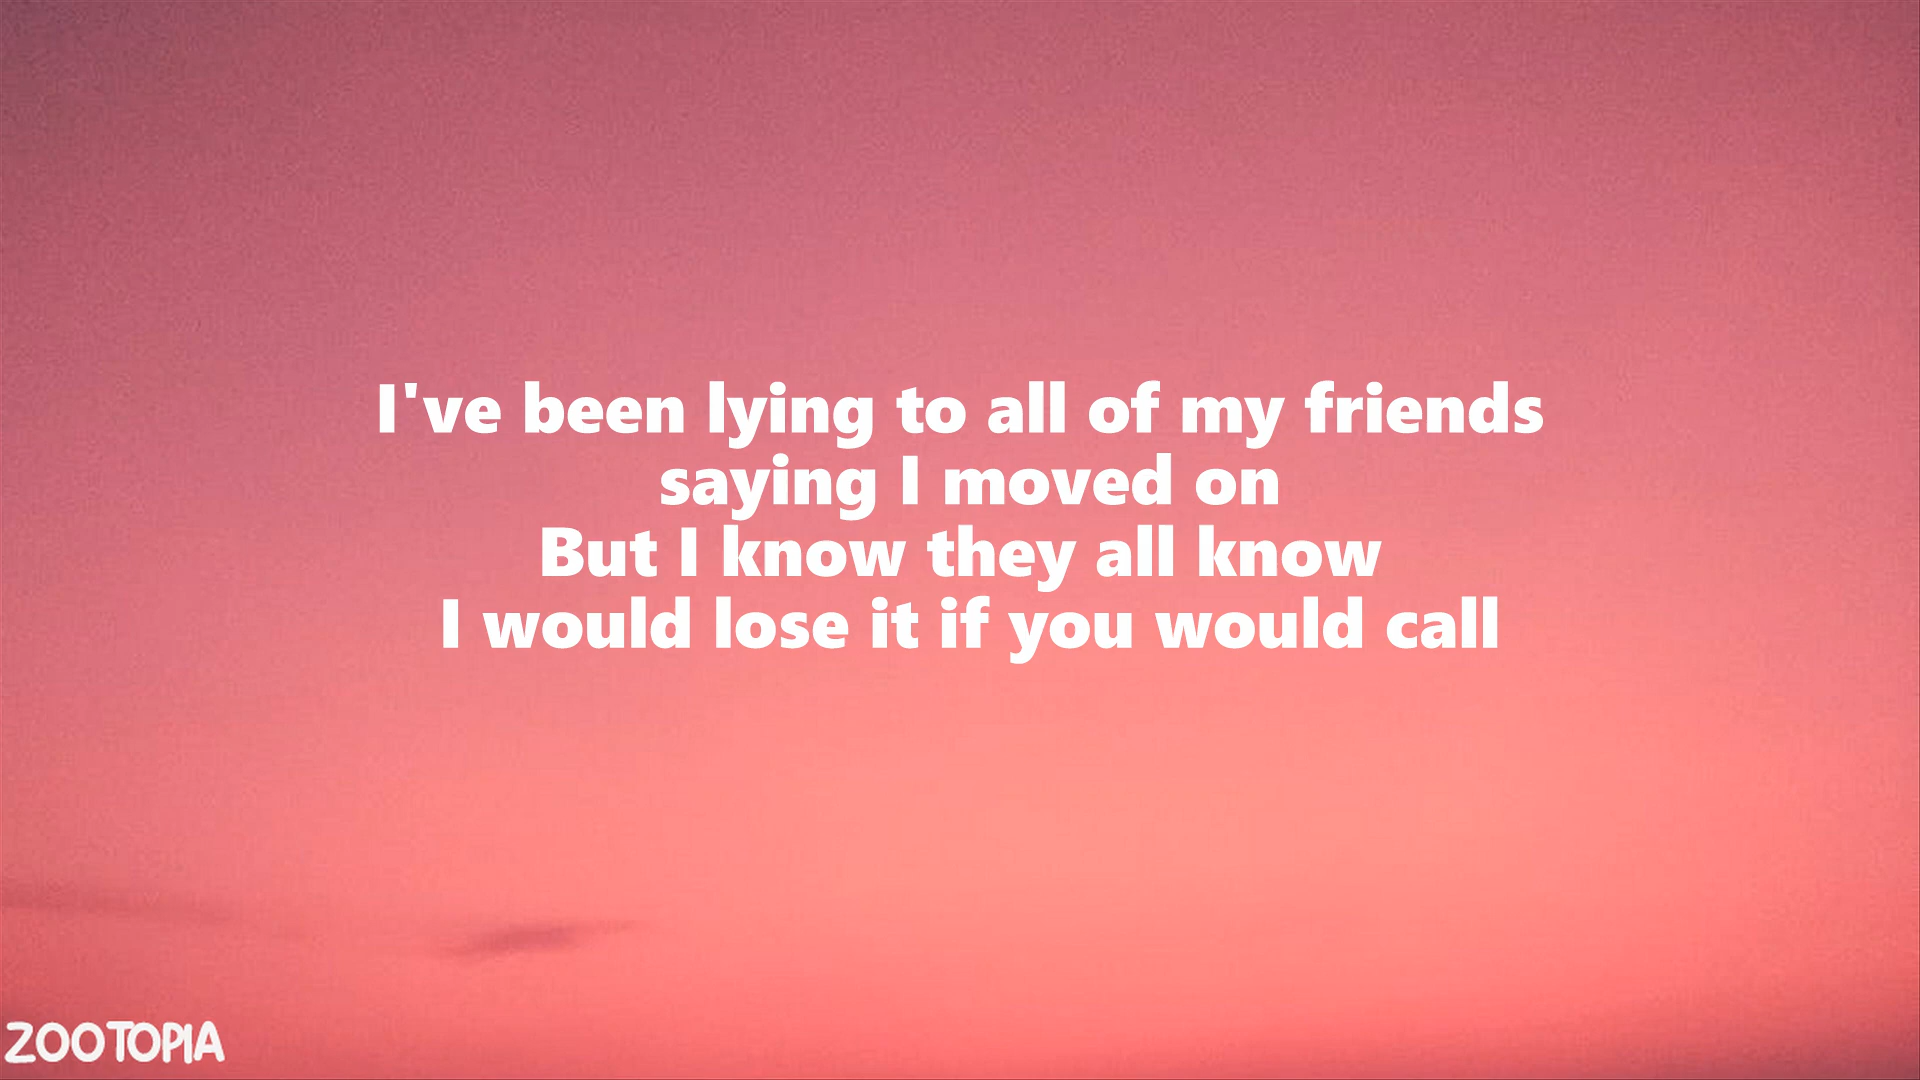 I've been lying to all of my friends
saying I moved on
But I know they all know
I would lose it if you would call
ZOOTOPIA